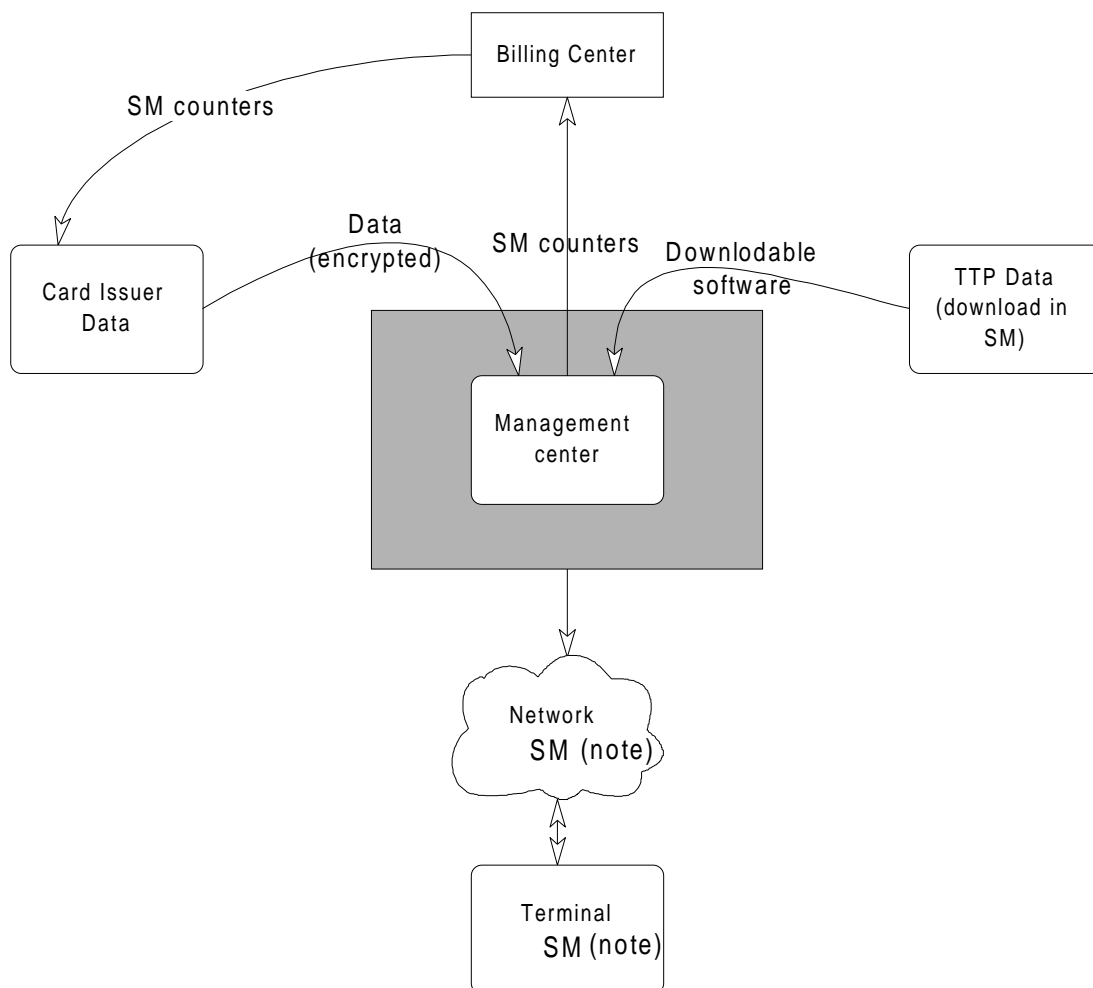 Billing Center
SM counters
Data
(encrypted)
SM counters
Downlodable
software
Card Issuer
Data
TTP Data
(download in
SM)
Management
center
Network
SM (note)
Terminal
SM (note)